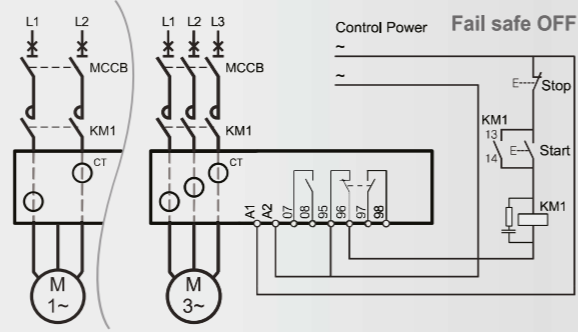 L1 L2
L1 L2 L3
Control Power
Fail safe OFF
~
~
MCCB
MCCB
E Stop
KM1
KM1
KM1
13
14
E Start
CT
CT
A1 A2 07 08 95 96 97 98
KM1
M
1~
M
3~